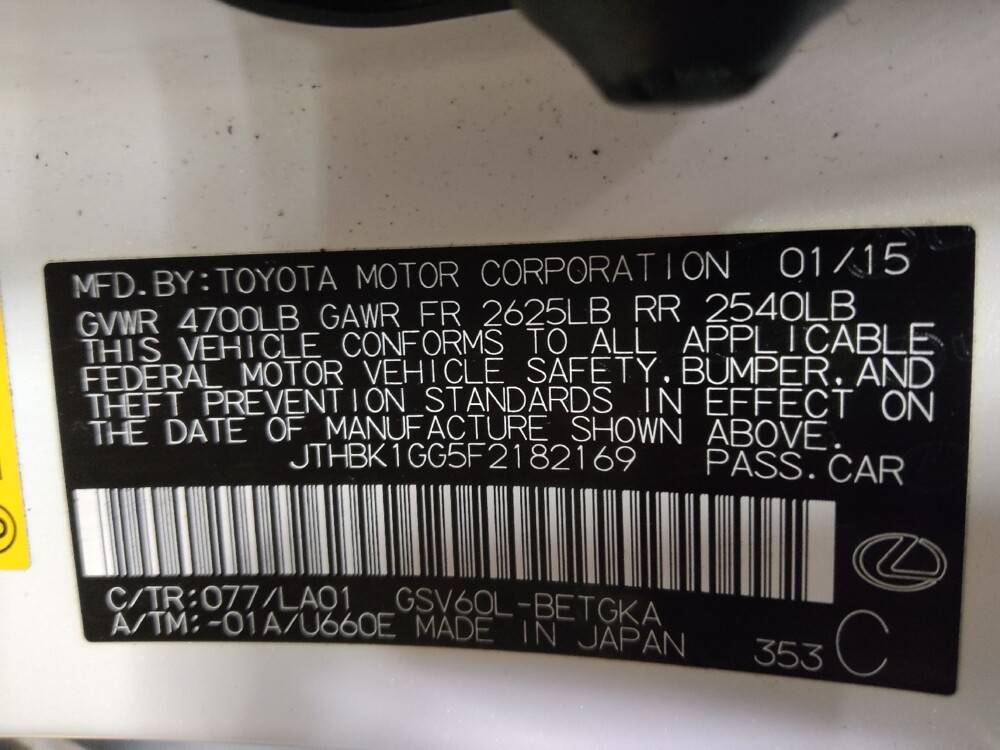 MFD.BY:TOYOTA MOTOR CORPORATION 01/15
GVWR 4700LB GAWR FR 2625LB RR 2540LB
THIS VEHICLE CONFORMS TO ALL APPLICABLE
FEDERAL MOTOR VEHICLE SAFETY,BUMPER,AND
THEFT PREVENTION STANDARDS IN EFFECT ON
THE DATE OF MANUFACTURE SHOWN ABOVE.
JTHBK1GG5F2182169 PASS.CAR
C/TR:077/LA01 GSV60L-BETGKA
A/TM:-01A/U660E MADE IN JAPAN 353 C